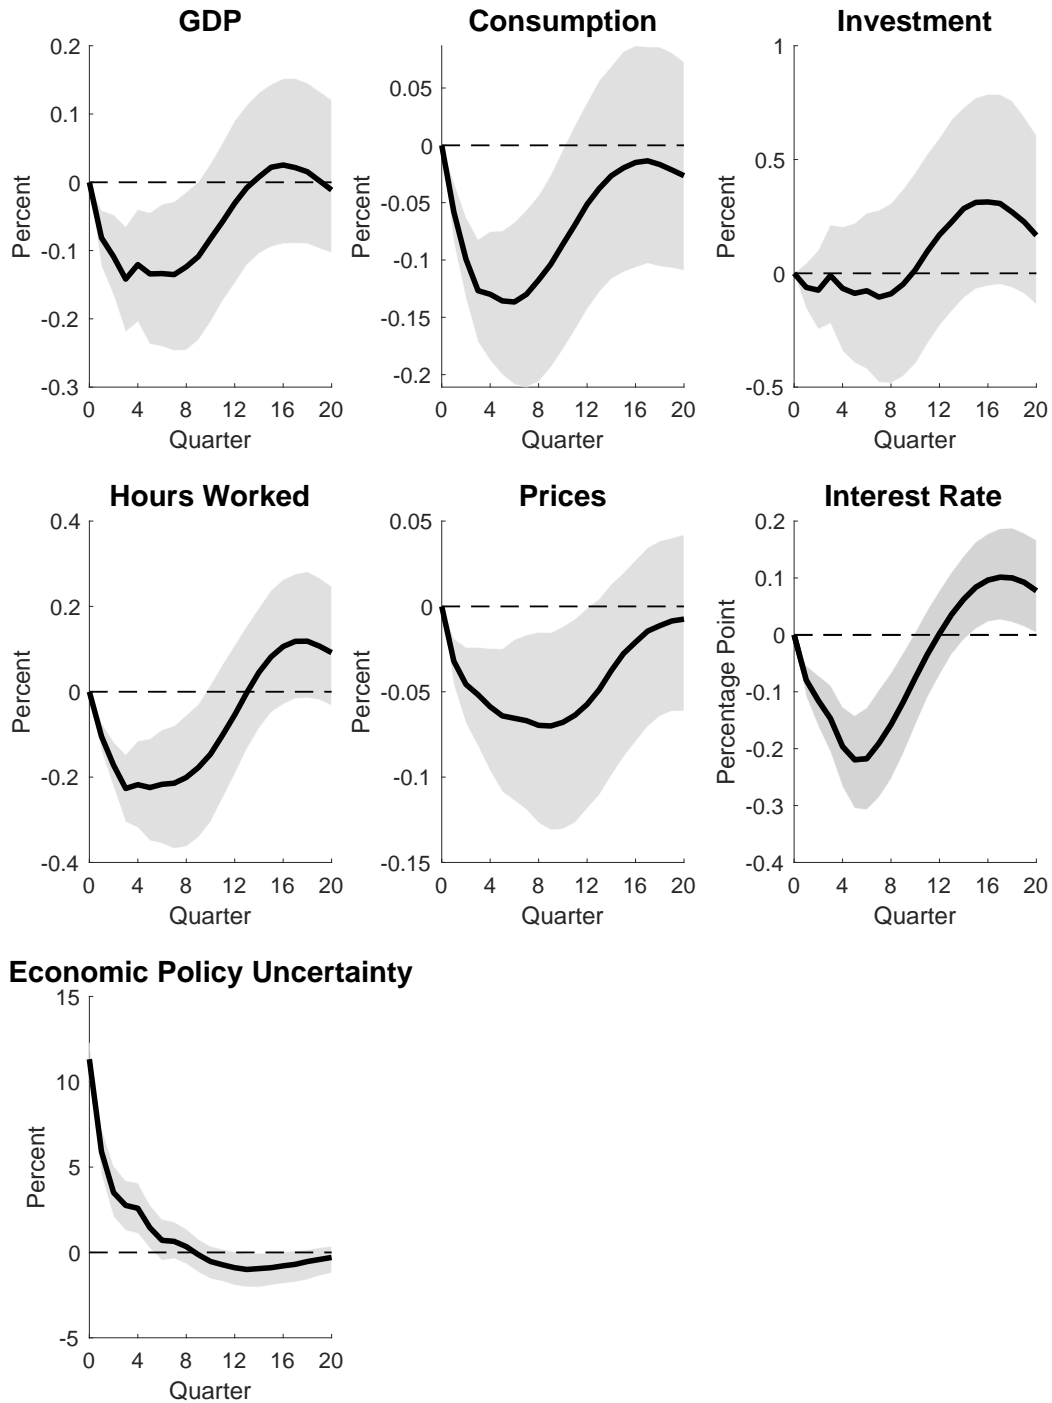 GDP
0.2
0.1
0
-0.1
-0.2
-0.3
Percent
0 4 8 12 16 20
Quarter
Consumption
0.05
0
-0.05
-0.1
-0.15
-0.2
Percent
0 4 8 12 16 20
Quarter
Investment
1
0.5
0
-0.5
Percent
0 4 8 12 16 20
Quarter
Hours Worked
0.4
0.2
0
-0.2
-0.4
Percent
0 4 8 12 16 20
Quarter
Prices
0.05
0
-0.05
-0.1
-0.15
Percent
0 4 8 12 16 20
Quarter
Interest Rate
0.2
0.1
0
-0.1
-0.2
-0.3
-0.4
Percentage Point
0 4 8 12 16 20
Quarter
Economic Policy Uncertainty
15
10
5
0
-5
Percent
0 4 8 12 16 20
Quarter